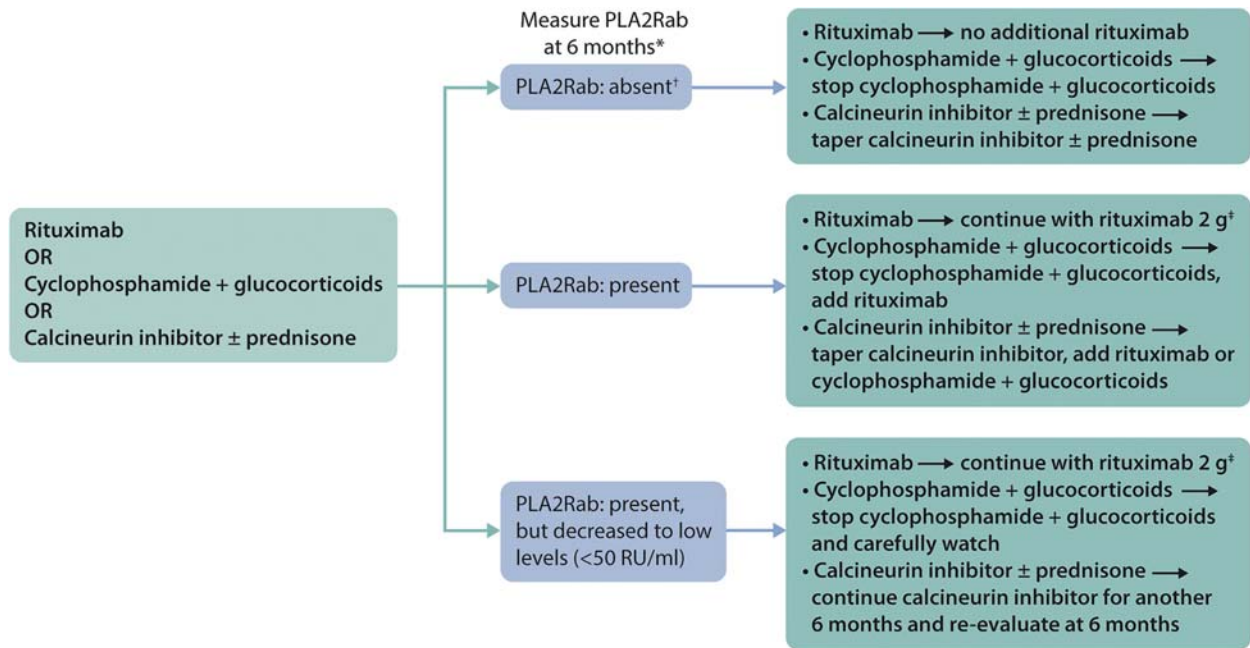 Measure PLA2Rab
at 6 months*
Rituximab
OR
Cyclophosphamide + glucocorticoids
OR
Calcineurin inhibitor ± prednisone
PLA2Rab: absent†
• Rituximab → no additional rituximab
• Cyclophosphamide + glucocorticoids →
stop cyclophosphamide + glucocorticoids
• Calcineurin inhibitor ± prednisone →
taper calcineurin inhibitor ± prednisone
PLA2Rab: present
• Rituximab → continue with rituximab 2 g‡
• Cyclophosphamide + glucocorticoids →
stop cyclophosphamide + glucocorticoids,
add rituximab
• Calcineurin inhibitor ± prednisone →
taper calcineurin inhibitor, add rituximab or
cyclophosphamide + glucocorticoids
PLA2Rab: present,
but decreased to low
levels (<50 RU/ml)
• Rituximab → continue with rituximab 2 g‡
• Cyclophosphamide + glucocorticoids →
stop cyclophosphamide + glucocorticoids
and carefully watch
• Calcineurin inhibitor ± prednisone →
continue calcineurin inhibitor for another
6 months and re-evaluate at 6 months